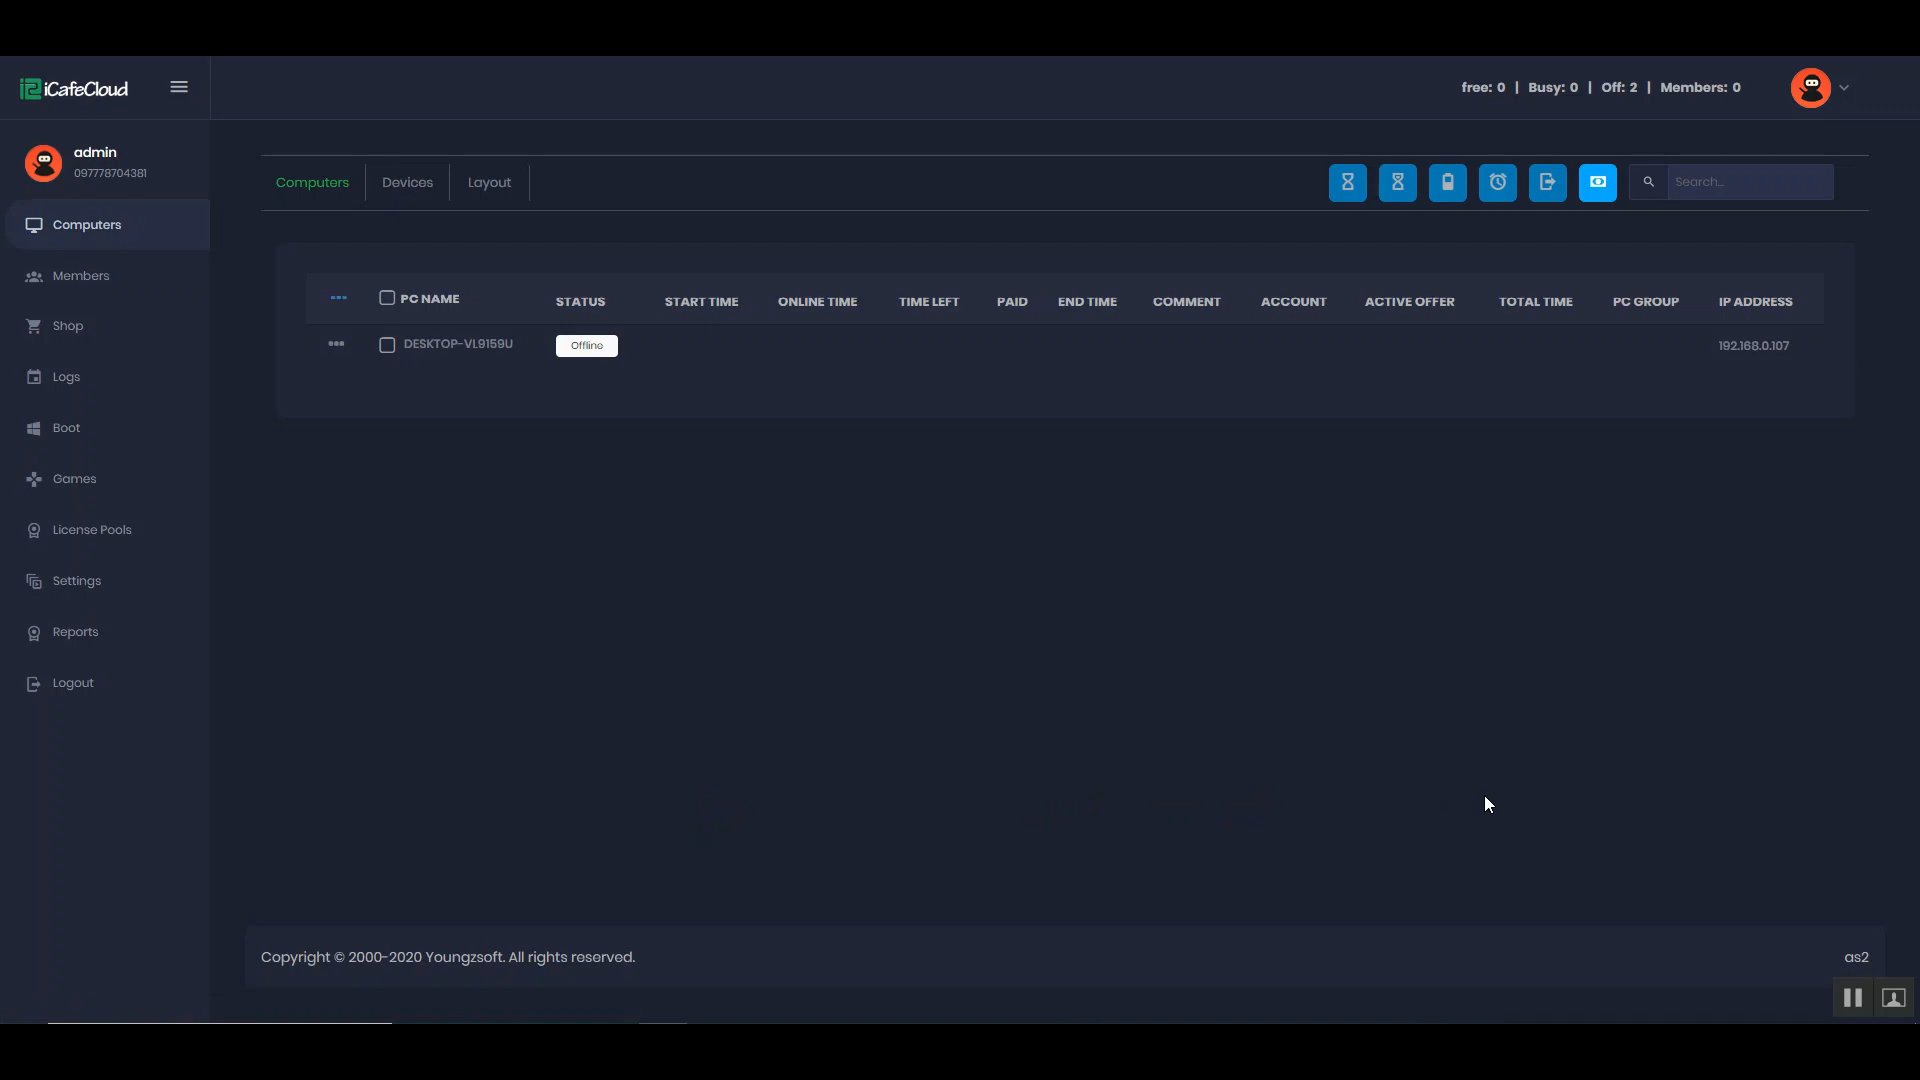 iCafeCloud
free: 0 | Busy: 0 | Off: 2 | Members: 0
admin
097778704381
Computers
Members
Shop
Logs
Boot
Games
License Pools
Settings
Reports
Logout
Computers Devices Layout
Search...
PC NAME STATUS START TIME ONLINE TIME TIME LEFT PAID END TIME COMMENT ACCOUNT ACTIVE OFFER TOTAL TIME PC GROUP IP ADDRESS
DESKTOP-VL9159U Offline 192.168.0.107
Copyright © 2000-2020 Youngzsoft. All rights reserved. as2